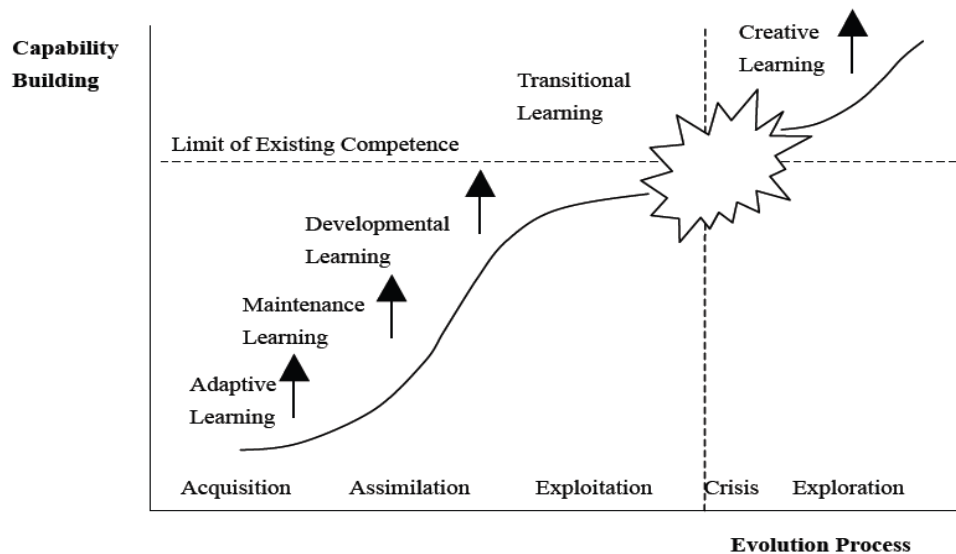 Capability
Building
Creative
Learning
Transitional
Learning
Limit of Existing Competence
Developmental
Learning
Maintenance
Learning
Adaptive
Learning
Acquisition Assimilation Exploitation Crisis Exploration
Evolution Process